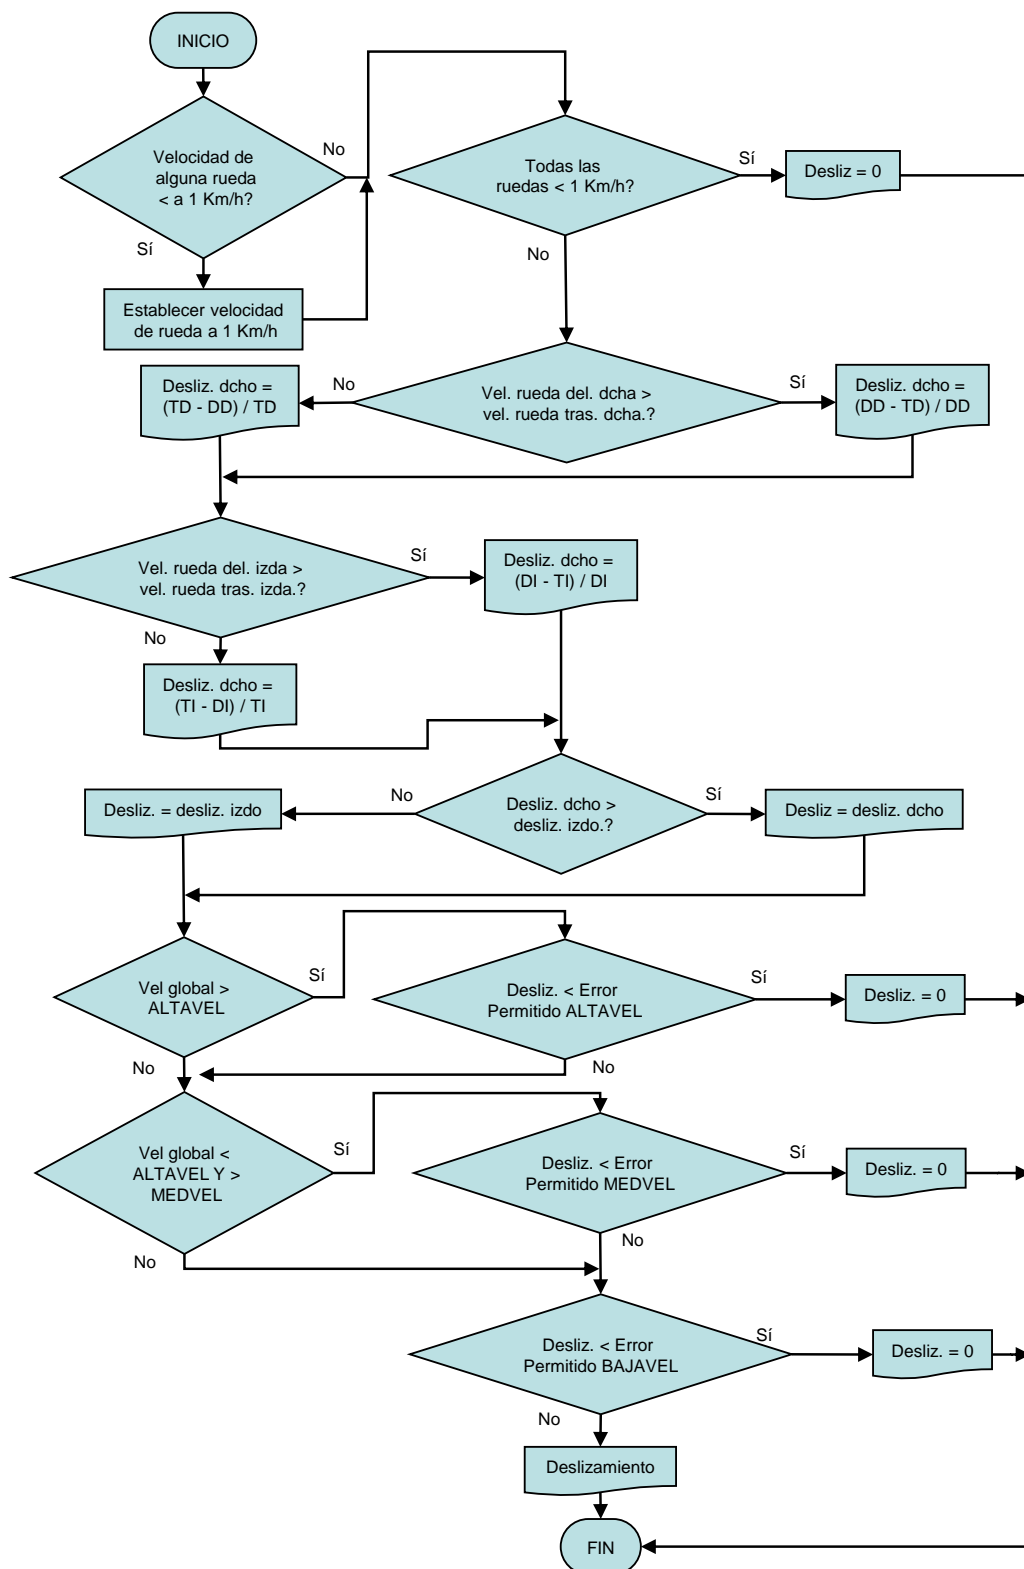 INICIO
Velocidad de
alguna rueda
< a 1 Km/h?
No
Sí
Todas las
ruedas < 1 Km/h?
Sí
Desliz = 0
No
Establecer velocidad
de rueda a 1 Km/h
Desliz. dcho =
(TD - DD) / TD
No
Vel. rueda del. dcha >
vel. rueda tras. dcha.?
Sí
Desliz. dcho =
(DD - TD) / DD
Vel. rueda del. izda >
vel. rueda tras. izda.?
Sí
Desliz. dcho =
(DI - TI) / DI
No
Desliz. dcho =
(TI - DI) / TI
Desliz. = desliz. izdo
No
Desliz. dcho >
desliz. izdo.?
Sí
Desliz = desliz. dcho
Vel global >
ALTAVEL
Sí
Desliz. < Error
Permitido ALTAVEL
Sí
Desliz. = 0
No
No
Vel global <
ALTAVEL Y >
MEDVEL
Sí
Desliz. < Error
Permitido MEDVEL
Sí
Desliz. = 0
No
No
Desliz. < Error
Permitido BAJAVEL
Sí
Desliz. = 0
No
Deslizamiento
FIN